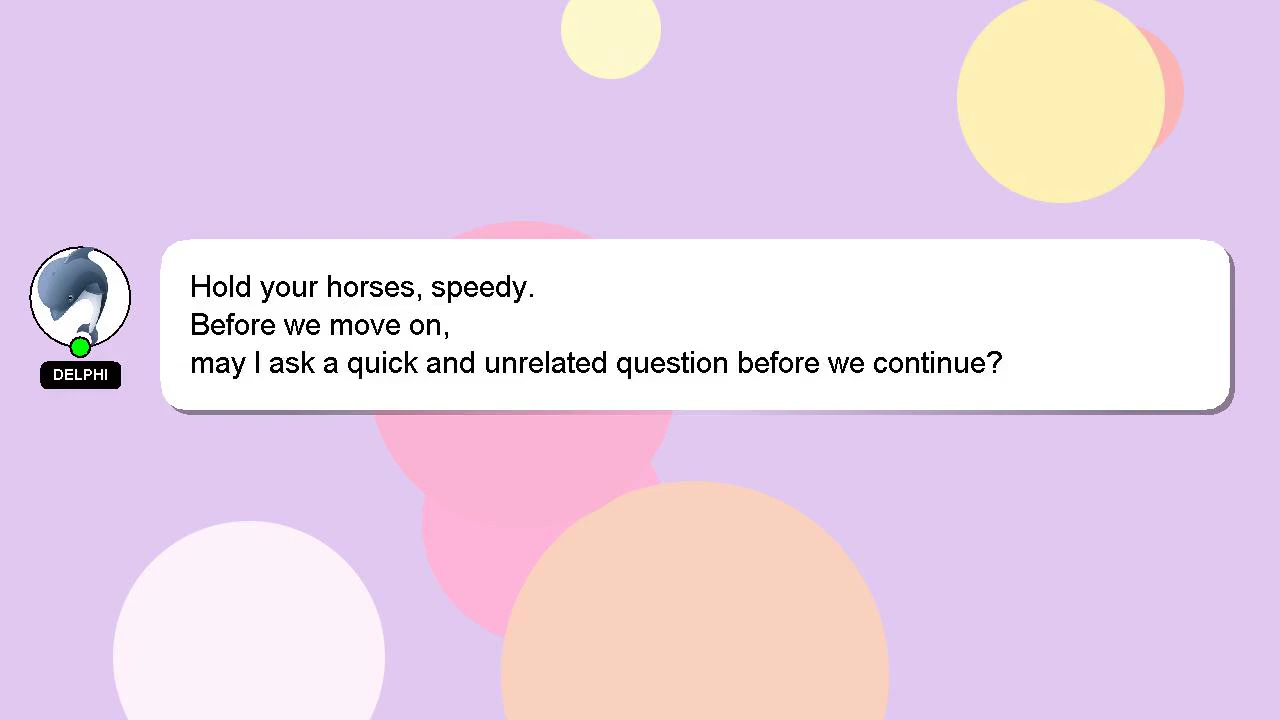 Hold your horses, speedy.
Before we move on,
may I ask a quick and unrelated question before we continue?
DELPHI